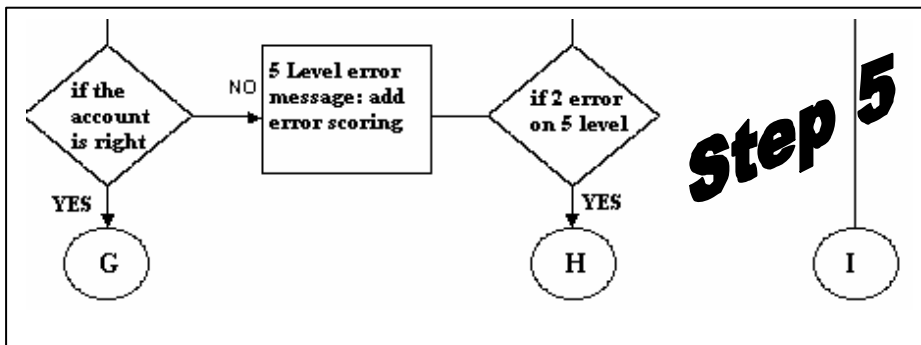 if the
account
is right
NO
5 Level error
message: add
error scoring
if 2 error
on 5 level
Step 5
YES
YES
G
H
I